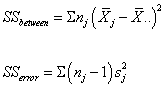 SS_between = Σn_j (X̄_j − X̄..)²
SS_error = Σ(n_j − 1)s_j²